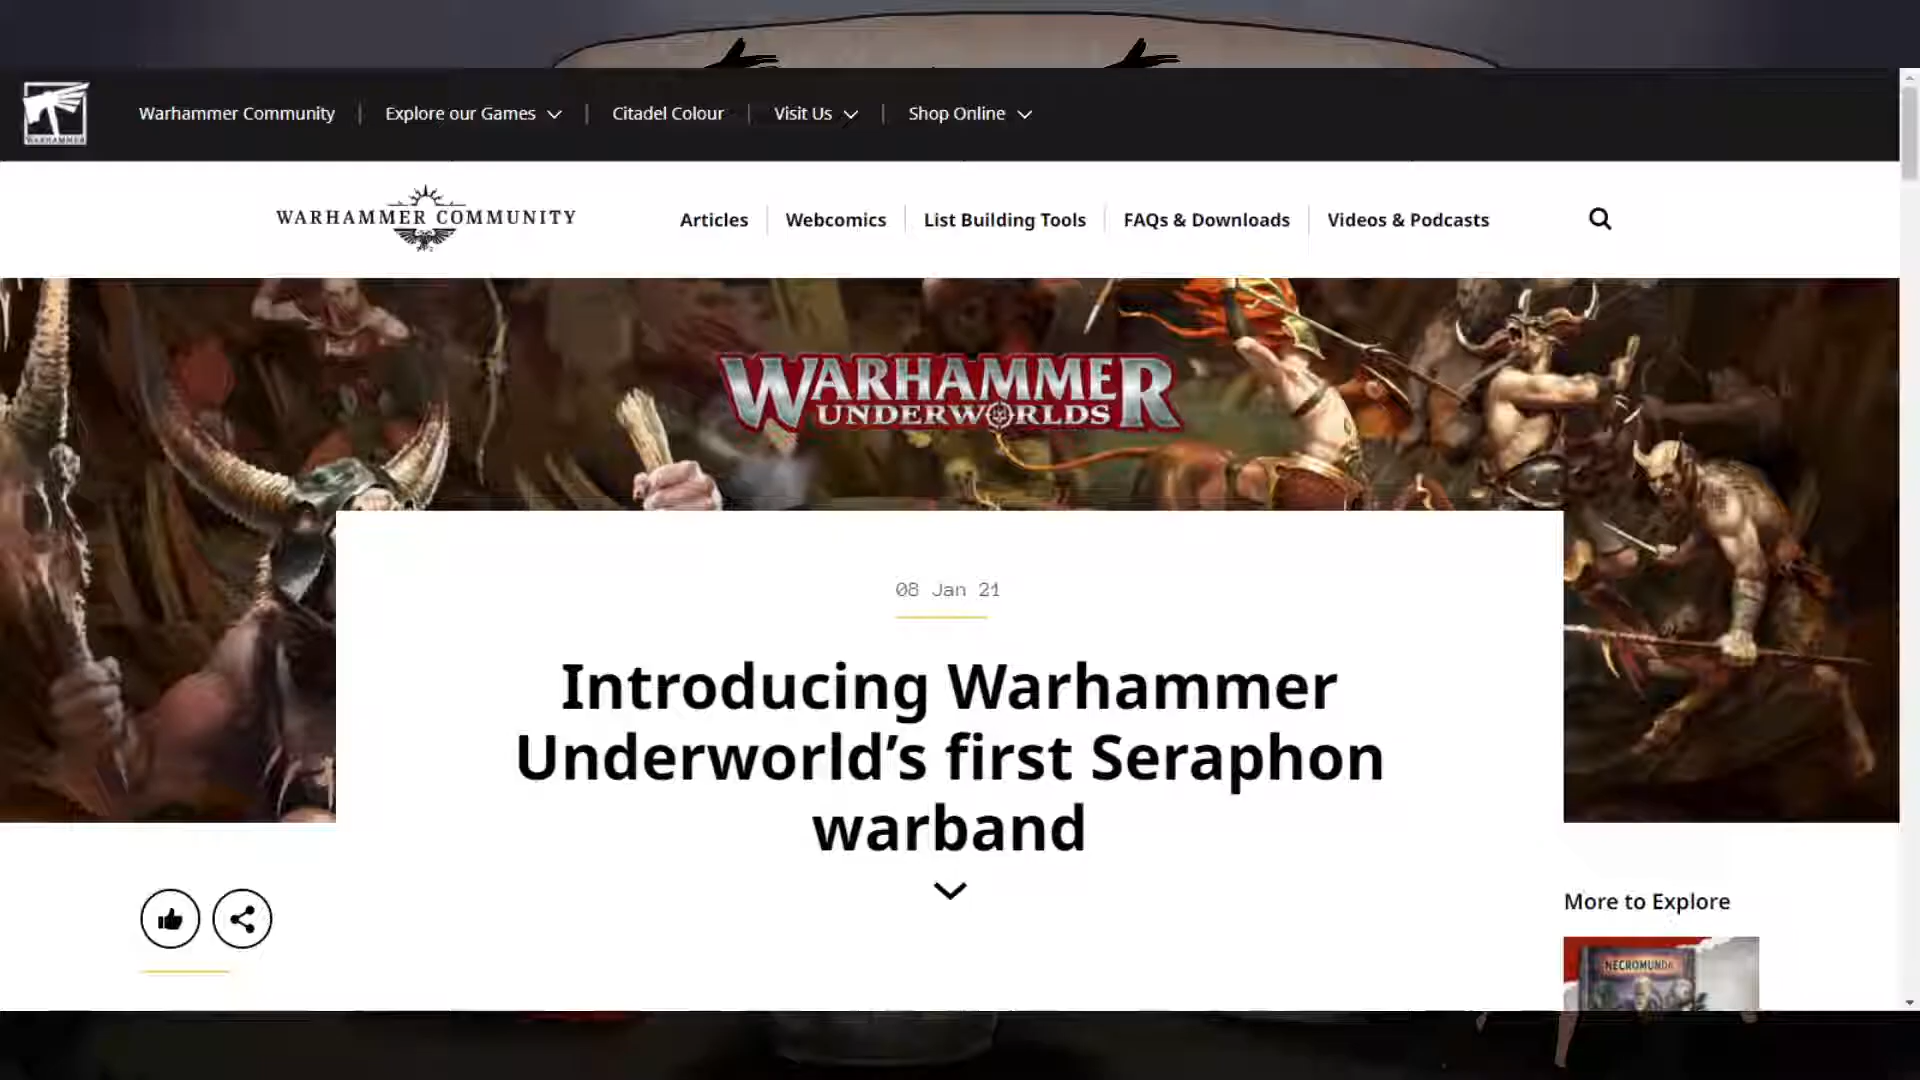 WARHAMMER
Warhammer Community
Explore our Games
Citadel Colour
Visit Us
Shop Online
WARHAMMER COMMUNITY
Articles
Webcomics
List Building Tools
FAQs & Downloads
Videos & Podcasts
WARHAMMER
UNDERWORLDS
08 Jan 21
Introducing Warhammer
Underworld’s first Seraphon
warband
More to Explore
NECROMUNDA